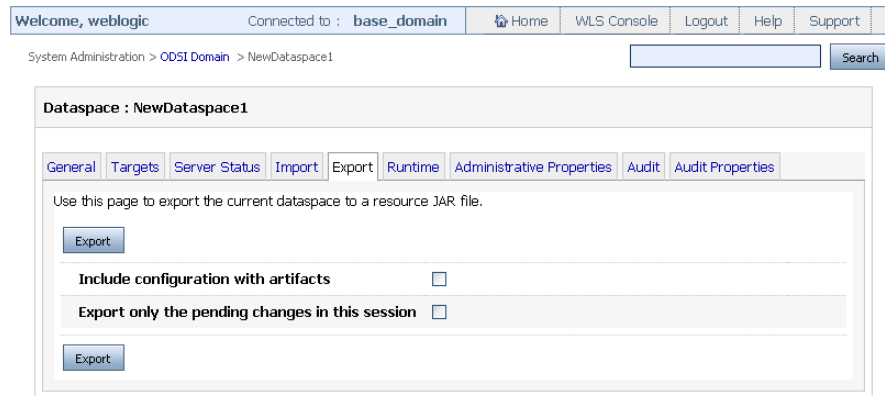 Welcome, weblogic Connected to : base_domain Home WLS Console Logout Help Support
System Administration > ODSI Domain > NewDataspace1 Search
Dataspace : NewDataspace1
General Targets Server Status Import Export Runtime Administrative Properties Audit Audit Properties
Use this page to export the current dataspace to a resource JAR file.
Export
Include configuration with artifacts
Export only the pending changes in this session
Export